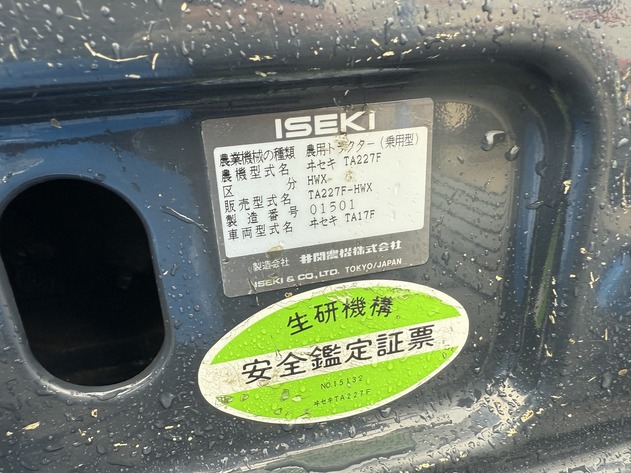 ISEKI
農業機械の種類 農用トラクター(乗用型)
農機型式名 ヰセキ TA227F
区分 HWX
販売型式名 TA227F-HWX
製造番号 01501
車両型式名 ヰセキ TA17F
製造会社 井関農機株式会社
ISEKI & CO., LTD. TOKYO/JAPAN
生研機構
安全鑑定証票
NO.15132
ヰセキTA227F